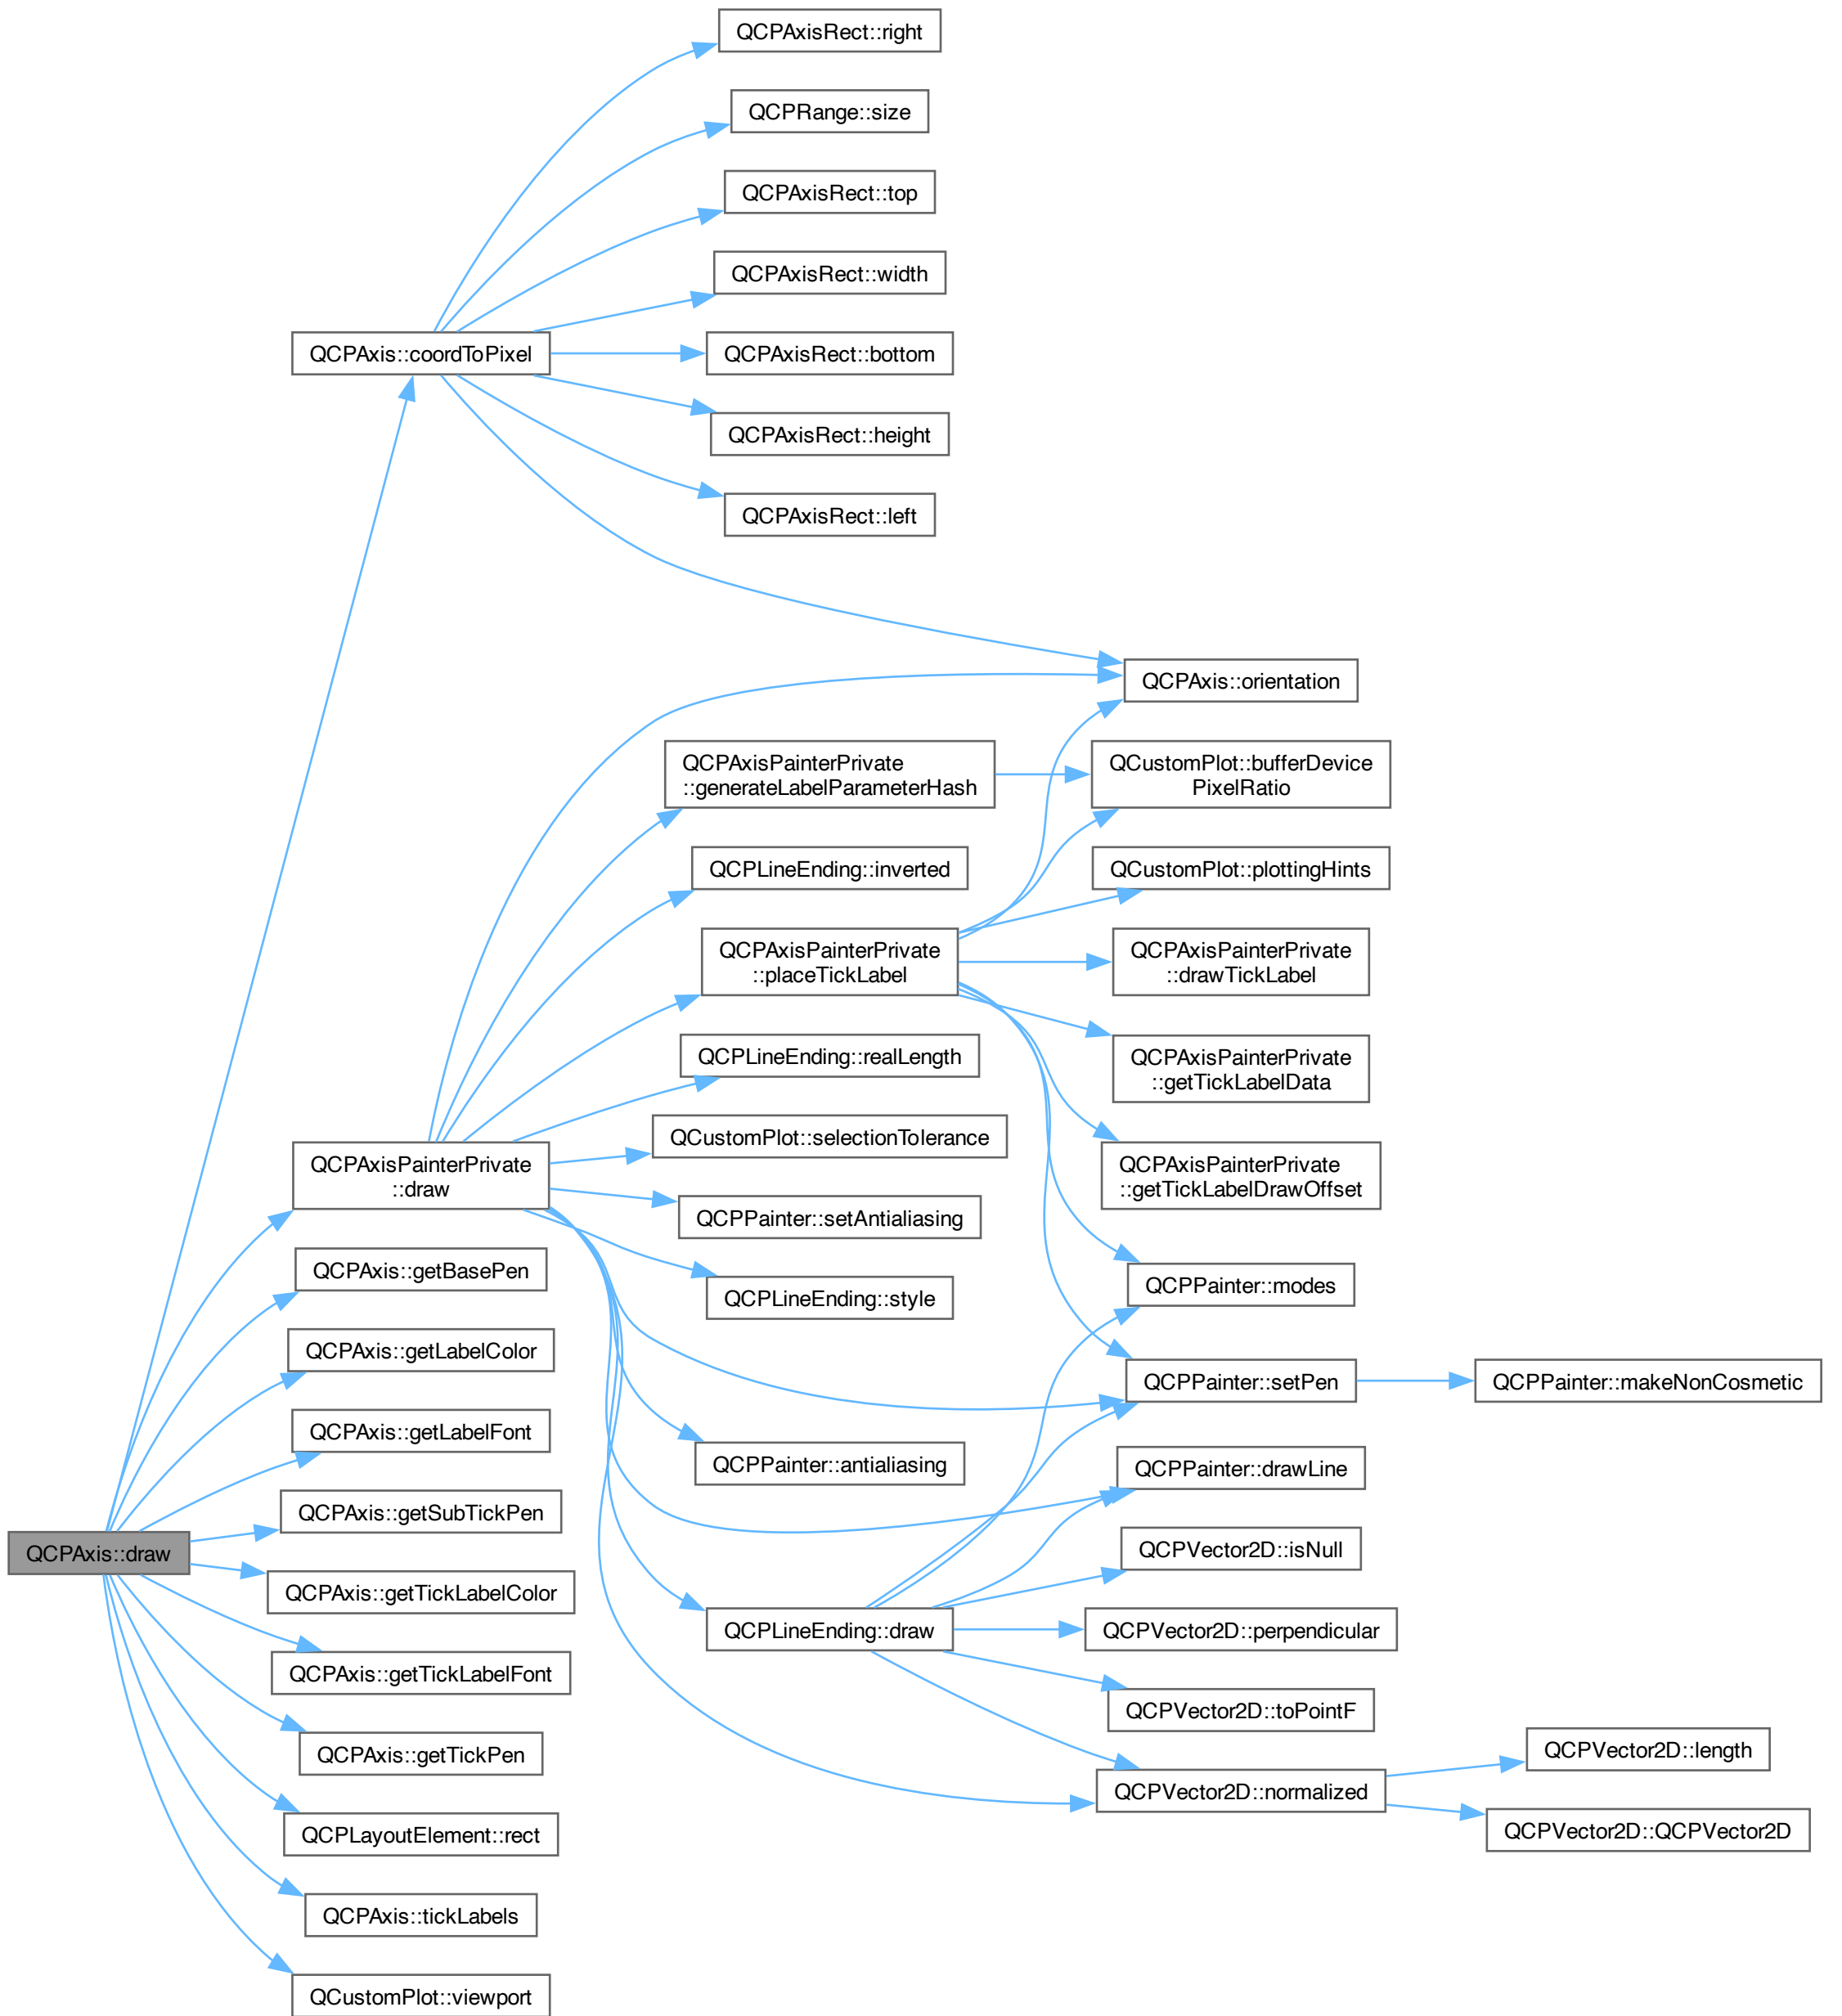 QCPAxisRect::right
QCPRange::size
QCPAxisRect::top
QCPAxisRect::width
QCPAxis::coordToPixel
QCPAxisRect::bottom
QCPAxisRect::height
QCPAxisRect::left
QCPAxis::orientation
QCPAxisPainterPrivate
::generateLabelParameterHash
QCustomPlot::bufferDevice
PixelRatio
QCPLineEnding::inverted
QCustomPlot::plottingHints
QCPAxisPainterPrivate
::placeTickLabel
QCPAxisPainterPrivate
::drawTickLabel
QCPLineEnding::realLength
QCPAxisPainterPrivate
::getTickLabelData
QCustomPlot::selectionTolerance
QCPAxisPainterPrivate
::draw
QCPAxisPainterPrivate
::getTickLabelDrawOffset
QCPPainter::setAntialiasing
QCPAxis::getBasePen
QCPLineEnding::style
QCPPainter::modes
QCPAxis::getLabelColor
QCPPainter::setPen
QCPPainter::makeNonCosmetic
QCPAxis::getLabelFont
QCPPainter::antialiasing
QCPPainter::drawLine
QCPAxis::getSubTickPen
QCPAxis::draw
QCPVector2D::isNull
QCPAxis::getTickLabelColor
QCPLineEnding::draw
QCPVector2D::perpendicular
QCPAxis::getTickLabelFont
QCPVector2D::toPointF
QCPAxis::getTickPen
QCPVector2D::length
QCPVector2D::normalized
QCPLayoutElement::rect
QCPVector2D::QCPVector2D
QCPAxis::tickLabels
QCustomPlot::viewport